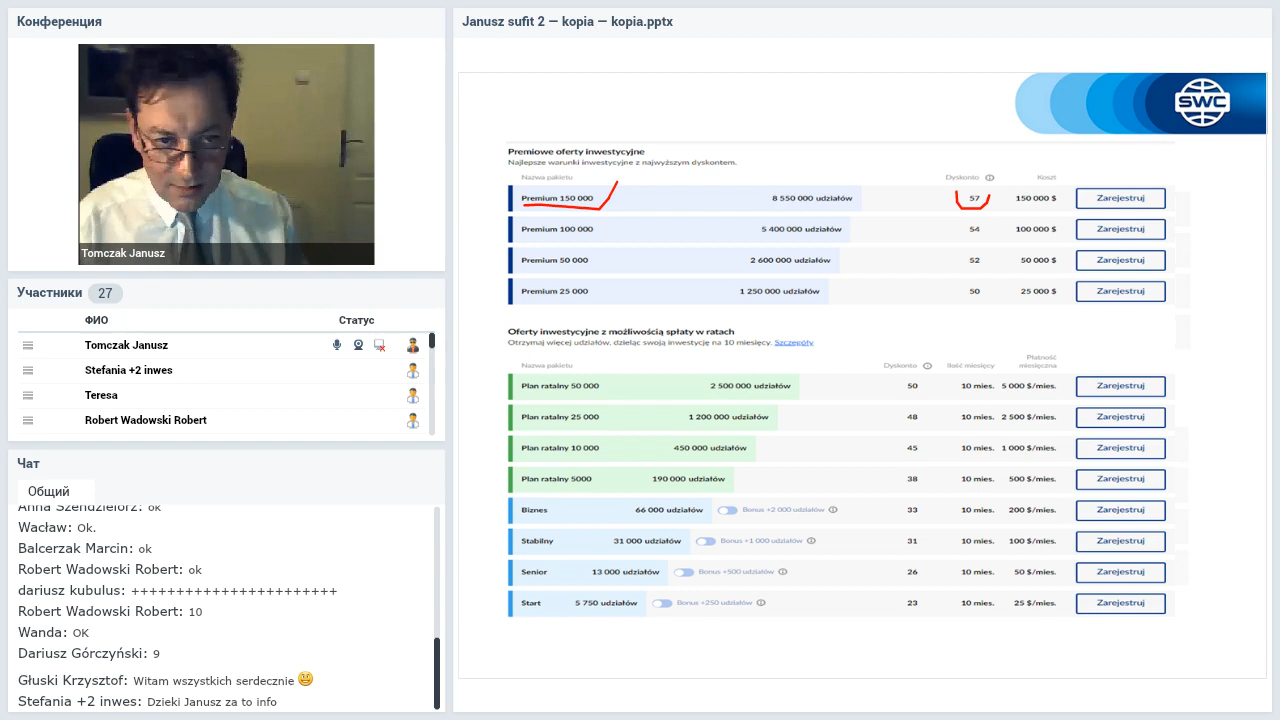 Конференция
Tomczak Janusz
Участники 27
ФИО Статус
Tomczak Janusz
Stefania +2 inwes
Teresa
Robert Wadowski Robert
Чат
Общий
Anna Szendzielorz: ok
Wacław: Ok.
Balcerzak Marcin: ok
Robert Wadowski Robert: ok
dariusz kubulus: +++++++++++++++++++++++
Robert Wadowski Robert: 10
Wanda: OK
Dariusz Górczyński: 9
Głuski Krzysztof: Witam wszystkich serdecznie
Stefania +2 inwes: Dzieki Janusz za to info
Janusz sufit 2 — kopia — kopia.pptx
SWC
Premiowe oferty inwestycyjne
Najlepsze warunki inwestycyjne z najwyższym dyskontem.
Nazwa pakietu Dyskonto Koszt
Premium 150 000 8 550 000 udziałów 57 150 000 $ Zarejestruj
Premium 100 000 5 400 000 udziałów 54 100 000 $ Zarejestruj
Premium 50 000 2 600 000 udziałów 52 50 000 $ Zarejestruj
Premium 25 000 1 250 000 udziałów 50 25 000 $ Zarejestruj
Oferty inwestycyjne z możliwością spłaty w ratach
Otrzymaj więcej udziałów, dzieląc swoją inwestycję na 10 miesięcy. Szczegóły
Nazwa pakietu Dyskonto Ilość miesięcy Płatność miesięczna
Plan ratalny 50 000 2 500 000 udziałów 50 10 mies. 5 000 $/mies. Zarejestruj
Plan ratalny 25 000 1 200 000 udziałów 48 10 mies. 2 500 $/mies. Zarejestruj
Plan ratalny 10 000 450 000 udziałów 45 10 mies. 1 000 $/mies. Zarejestruj
Plan ratalny 5000 190 000 udziałów 38 10 mies. 500 $/mies. Zarejestruj
Biznes 66 000 udziałów Bonus +2 000 udziałów 33 10 mies. 200 $/mies. Zarejestruj
Stabilny 31 000 udziałów Bonus +1 000 udziałów 31 10 mies. 100 $/mies. Zarejestruj
Senior 13 000 udziałów Bonus +500 udziałów 26 10 mies. 50 $/mies. Zarejestruj
Start 5 750 udziałów Bonus +250 udziałów 23 10 mies. 25 $/mies. Zarejestruj